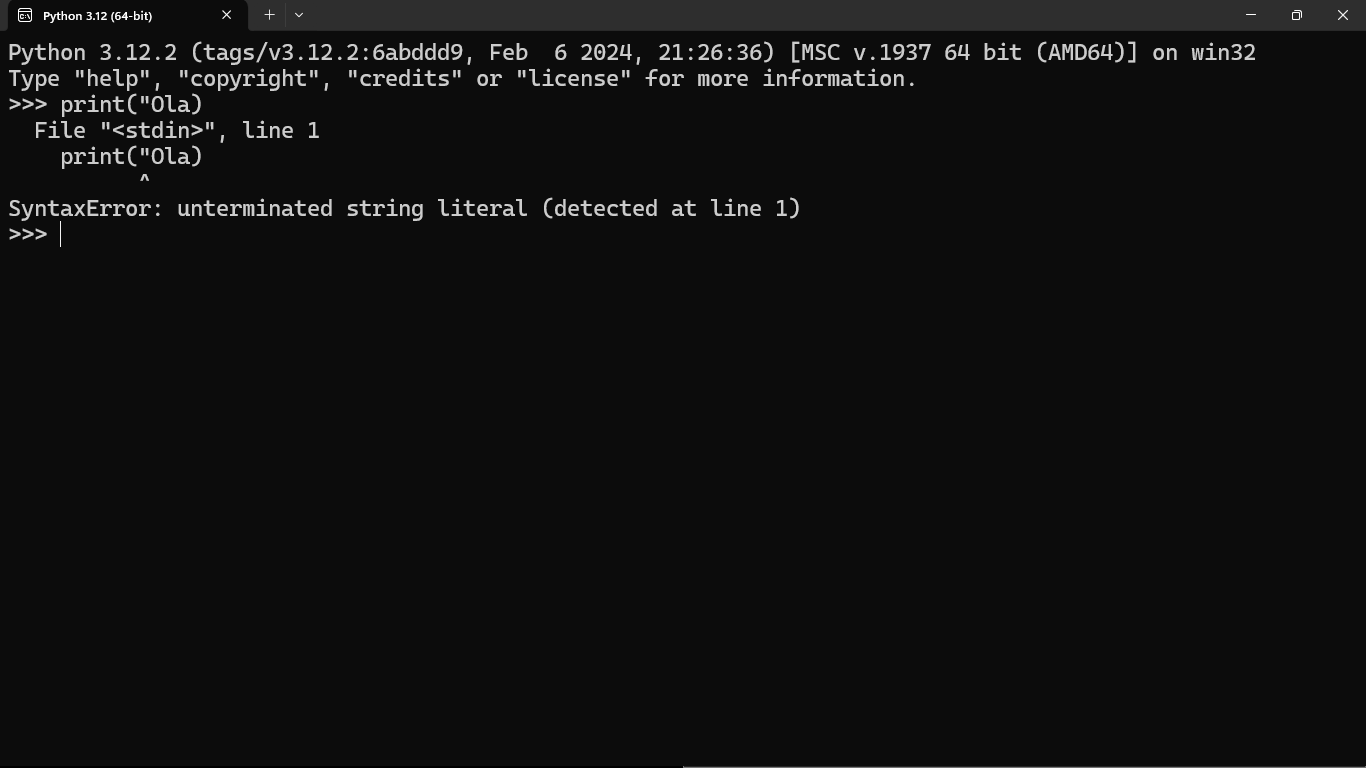 Python 3.12 (64-bit)
Python 3.12.2 (tags/v3.12.2:6abddd9, Feb  6 2024, 21:26:36) [MSC v.1937 64 bit (AMD64)] on win32
Type "help", "copyright", "credits" or "license" for more information.
>>> print("Ola)
  File "<stdin>", line 1
    print("Ola)
          ^
SyntaxError: unterminated string literal (detected at line 1)
>>>